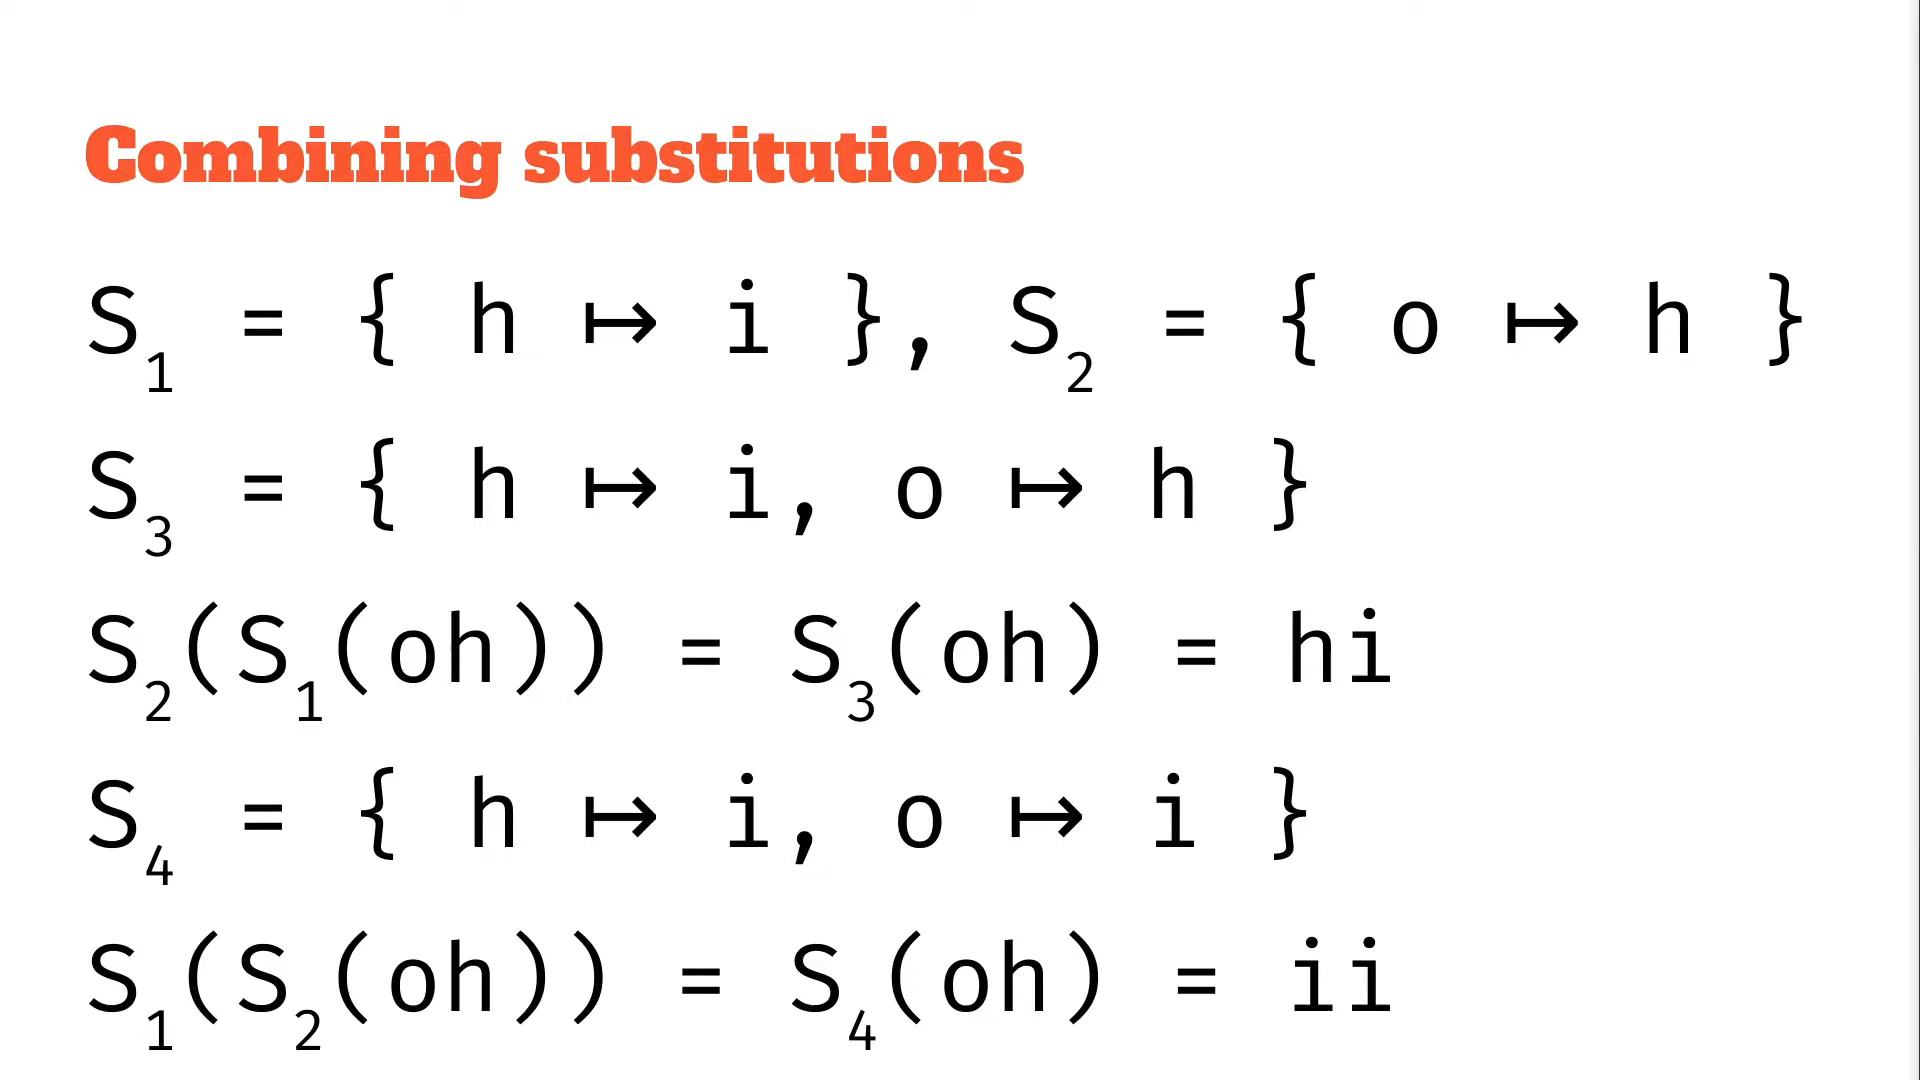 Combining substitutions
S₁ = { h ↦ i }, S₂ = { o ↦ h }
S₃ = { h ↦ i, o ↦ h }
S₂(S₁(oh)) = S₃(oh) = hi
S₄ = { h ↦ i, o ↦ i }
S₁(S₂(oh)) = S₄(oh) = ii